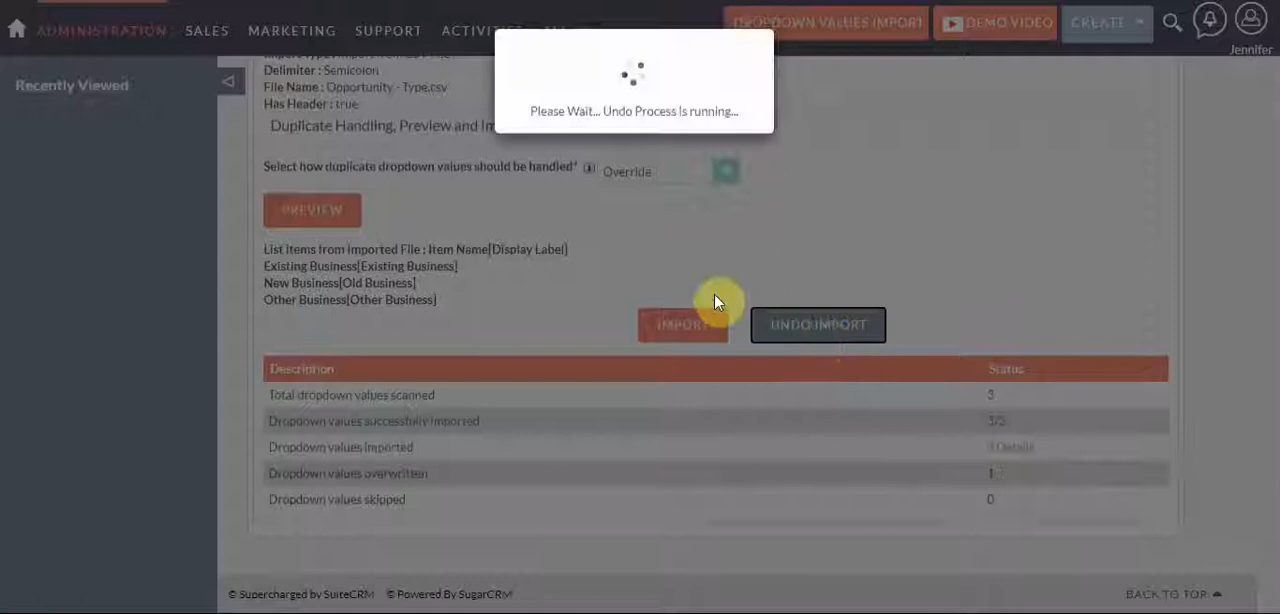 ADMINISTRATION SALES MARKETING SUPPORT
DROPDOWN VALUES IMPORT DEMO VIDEO CREATE
Jennifer
Recently Viewed
Delimiter : Semicolon
File Name : Opportunity - Type.csv
Has Header : true
Duplicate Handling, Preview and
Please Wait... Undo Process is running...
Select how duplicate dropdown values should be handled* Override
PREVIEW
List Items from Imported File : Item Name[Display Label]
Existing Business[Existing Business]
New Business[Old Business]
Other Business[Other Business]
IMPORT UNDO IMPORT
Description Status
Total dropdown values scanned 3
Dropdown values successfully imported 3/3
Dropdown values imported Details
Dropdown values overwritten 1
Dropdown values skipped 0
© Supercharged by SuiteCRM © Powered By SugarCRM BACK TO TOP